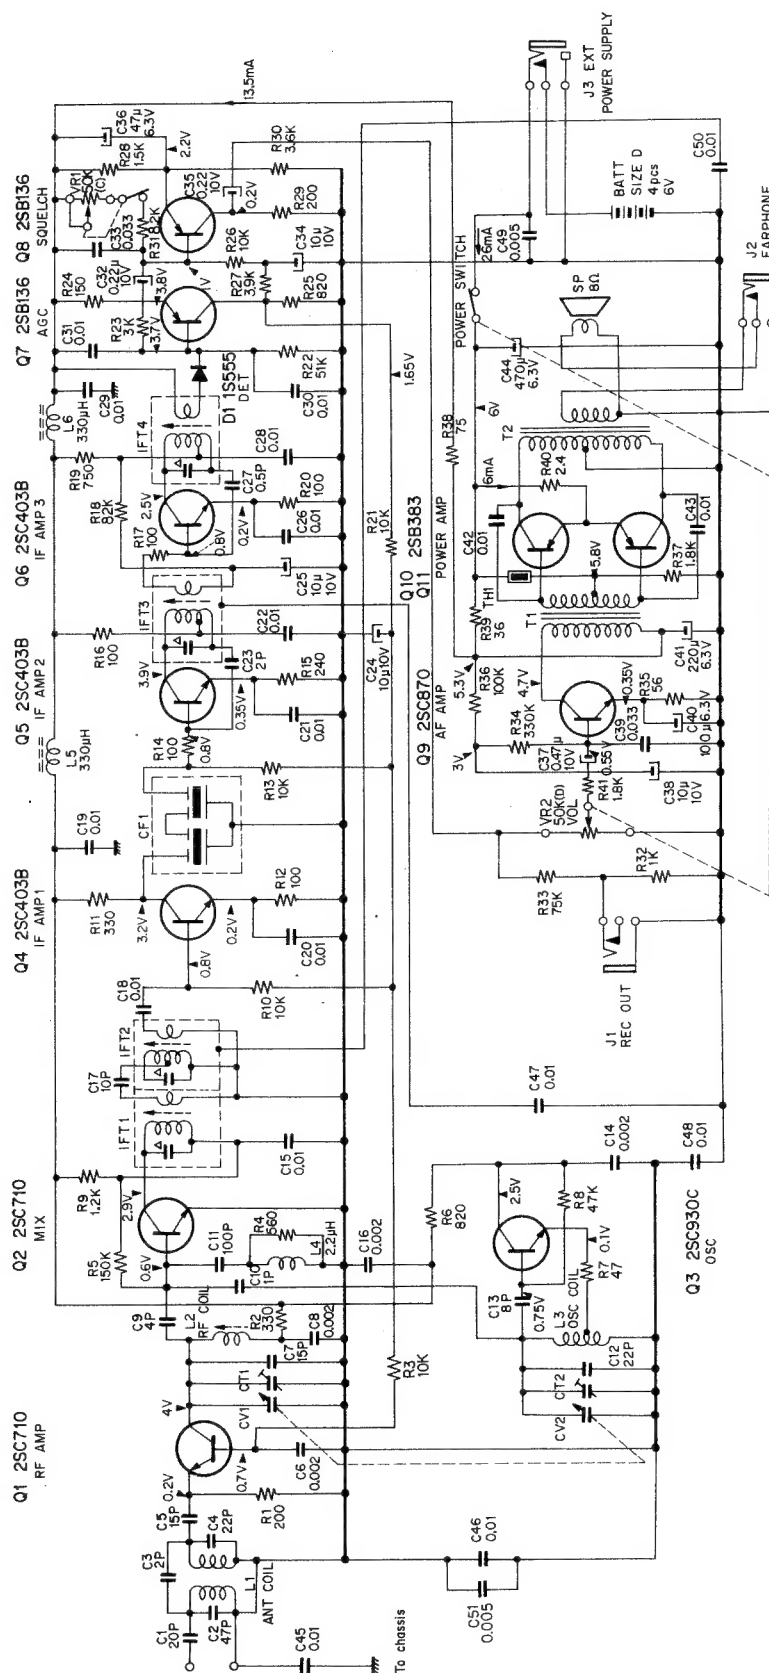 Q1 2SC710
RF AMP
Q2 2SC710
MIX
Q4 2SC403B
IF AMP1
Q5 2SC403B
IF AMP2
Q6 2SC403B
IF AMP3
Q7 2SB136
AGC
Q8 2SB136
SQUELCH
C1
20P
C2
47P
C3
2P
L1
ANT COIL
C4
22P
C5
15P
C45
0.01
To chassis
R1
200
0.2V
0.7V
4V
C6
0.002
CV1
CT1
C7
15P
C8
0.002
R2
330
L2
RF COIL
C9
4P
C10
1P
R3
10K
R5
150K
0.6V
C11
100P
R4
560
L4
2.2µH
R9
1.2K
2.9V
C15
0.01
C16
0.002
IFT1
C17
10P
IFT2
C18
0.01
R10
10K
0.8V
R11
330
3.2V
0.2V
C20
0.01
R12
100
C19
0.01
CF1
R13
10K
L5
330µH
R14
100
0.8V
3.9V
0.35V
C21
0.01
R15
240
R16
100
C23
2P
C22
0.01
IFT3
C24
10µ10V
R21
10K
C25
10µ
10V
R17
100
0.8V
2.5V
0.2V
C26
0.01
R20
100
R18
82K
R19
750
C27
0.5P
C28
0.01
IFT4
L6
330µH
C29
0.01
D1 1S555
DET
C30
0.01
R22
51K
C31
0.01
R23
3K
3.7V
3.8V
R24
150
C32
0.22µ
10V
1V
R25
820
R27
3.9K
R26
10K
C34
10µ
10V
1.65V
C33
0.033
R31 8.2K
VR1
50K
(C)
R28
1.5K
C36
47µ
6.3V
2.2V
C35
0.22
10V
0.2V
R29
200
R30
3.6K
13.5mA
C51
0.005
C46
0.01
CV2
CT2
C12
22P
L3
OSC COIL
C13
8P
0.75V
R7
47
0.1V
R8
47K
2.5V
R6
820
C14
0.002
C48
0.01
Q3 2SC930C
OSC
C47
0.01
J1
REC OUT
R33
75K
R32
1K
VR2
50K(D)
VOL
R41
1.8K
C38
10µ
10V
C37
0.47µ
10V
0.55V
3V
R34
330K
C39
0.033
C40
100µ6.3V
R35
56
0.35V
4.7V
Q9 2SC870
AF AMP
R36
100K
5.3V
R39
36
C41
220µ
6.3V
T1
TH1
5.8V
R37
1.8K
C42
0.01
C43
0.01
Q10 2SB383
Q11
POWER AMP
R40
2.4
6mA
T2
R38
75
6V
C44
470µ
6.3V
SP
8Ω
POWER SWITCH
26mA
C49
0.005
BATT
SIZE D
4pcs
6V
J3 EXT
POWER SUPPLY
C50
0.01
J2
EARPHONE